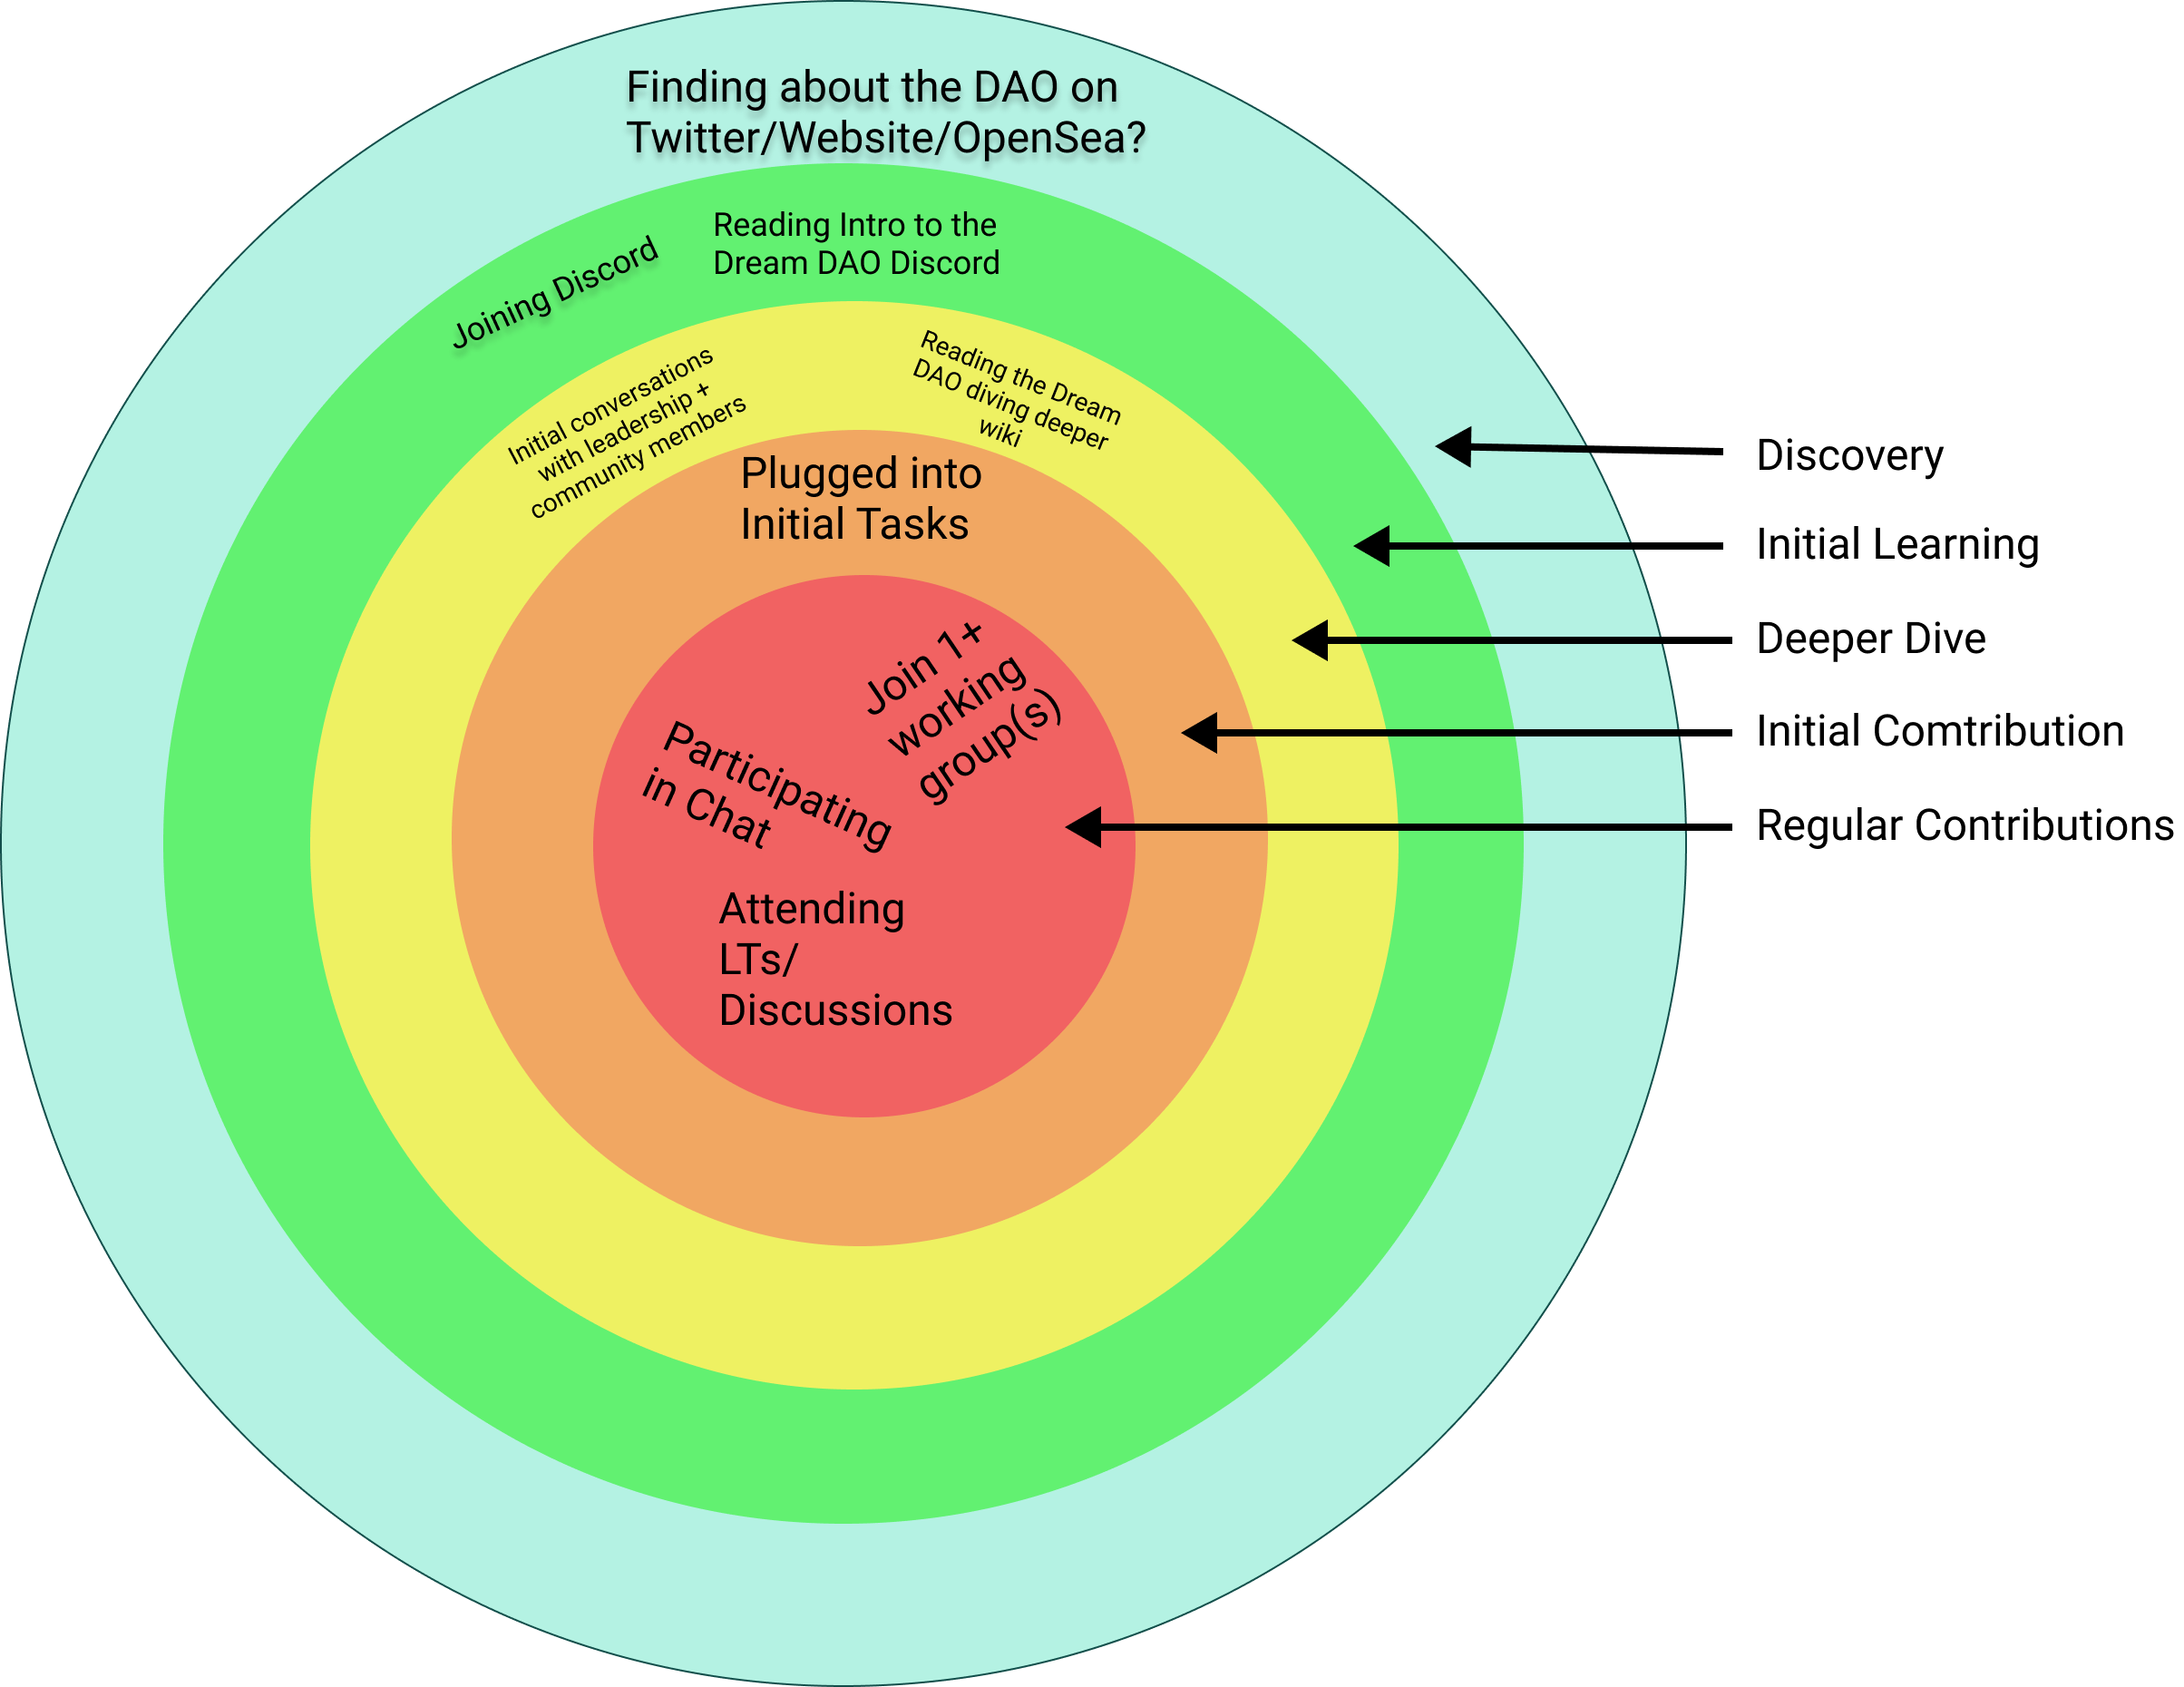 Finding about the DAO on
Twitter/Website/OpenSea?
Joining Discord
Reading Intro to the
Dream DAO Discord
Initial conversations
with leadership +
community members
Reading the Dream
DAO diving deeper
wiki
Plugged into
Initial Tasks
Join 1+
working
group(s)
Participating
in Chat
Attending
LTs/
Discussions
Discovery
Initial Learning
Deeper Dive
Initial Comtribution
Regular Contributions